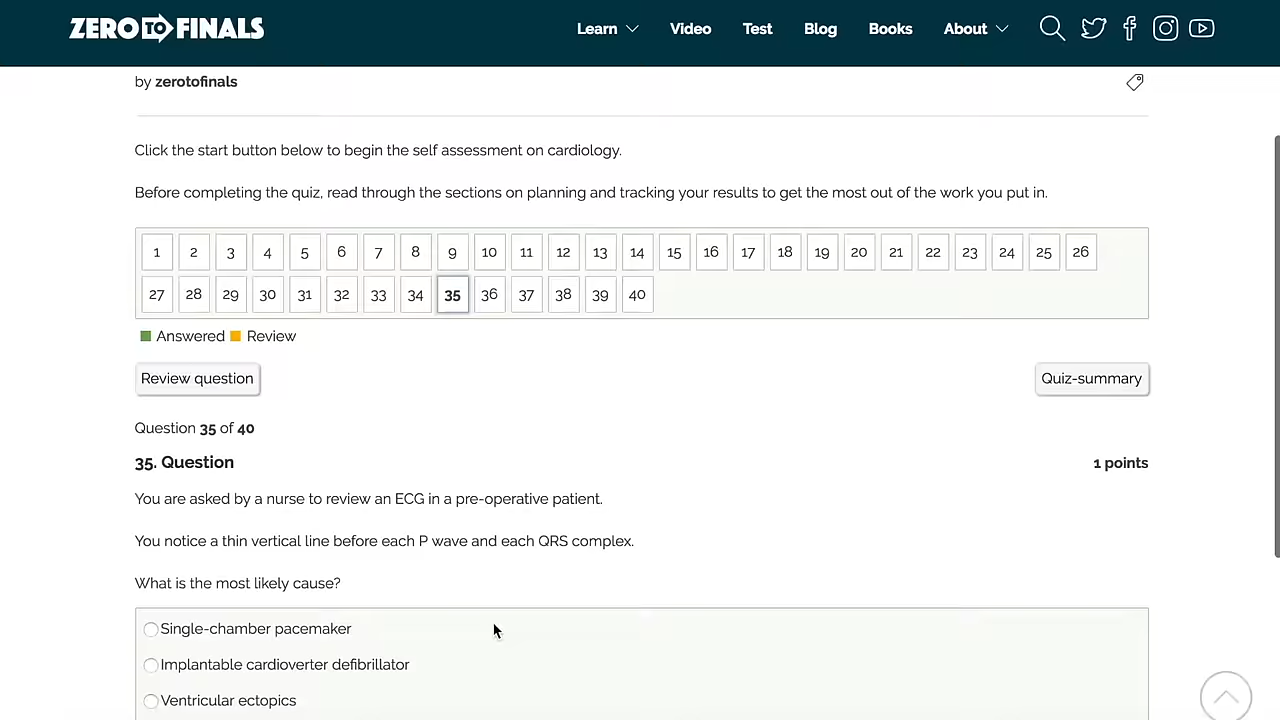 ZERO TO FINALS
Learn Video Test Blog Books About
by zerotofinals
Click the start button below to begin the self assessment on cardiology.
Before completing the quiz, read through the sections on planning and tracking your results to get the most out of the work you put in.
1 2 3 4 5 6 7 8 9 10 11 12 13 14 15 16 17 18 19 20 21 22 23 24 25 26
27 28 29 30 31 32 33 34 35 36 37 38 39 40
Answered Review
Review question Quiz-summary
Question 35 of 40
35. Question 1 points
You are asked by a nurse to review an ECG in a pre-operative patient.
You notice a thin vertical line before each P wave and each QRS complex.
What is the most likely cause?
Single-chamber pacemaker
Implantable cardioverter defibrillator
Ventricular ectopics